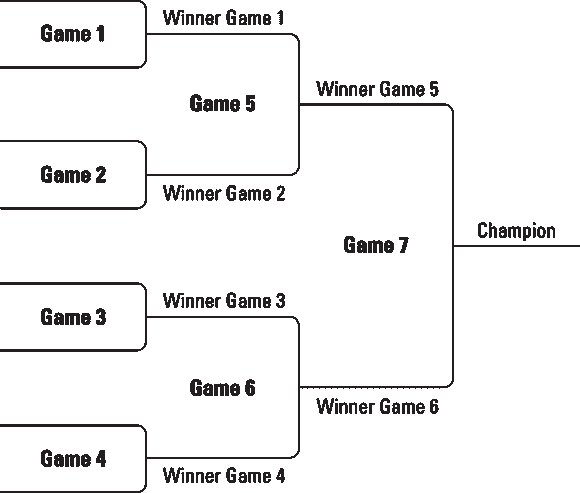 Winner Game 1
Game 1
Winner Game 5
Game 5
Game 2
Winner Game 2
Champion
Game 7
Winner Game 3
Game 3
Game 6
Winner Game 6
Game 4
Winner Game 4